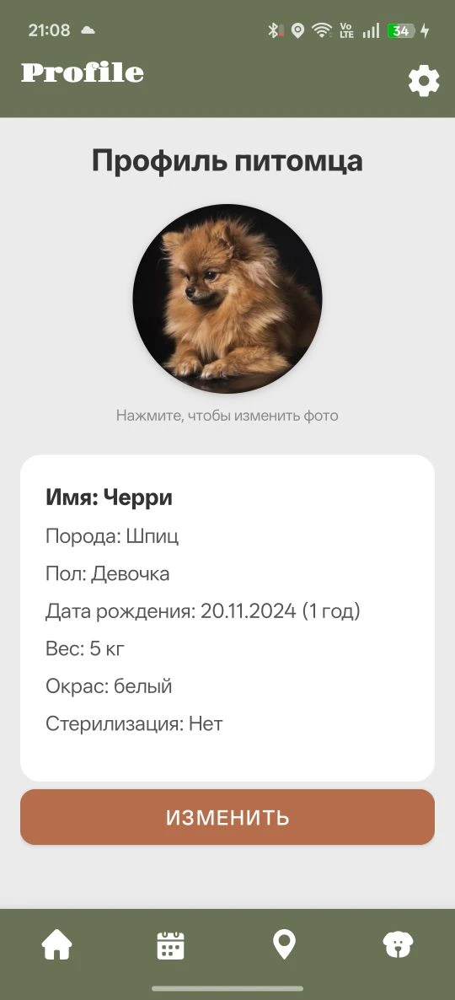 21:08
Vo
LTE
34
Profile
Профиль питомца
Нажмите, чтобы изменить фото
Имя: Черри
Порода: Шпиц
Пол: Девочка
Дата рождения: 20.11.2024 (1 год)
Вес: 5 кг
Окрас: белый
Стерилизация: Нет
ИЗМЕНИТЬ